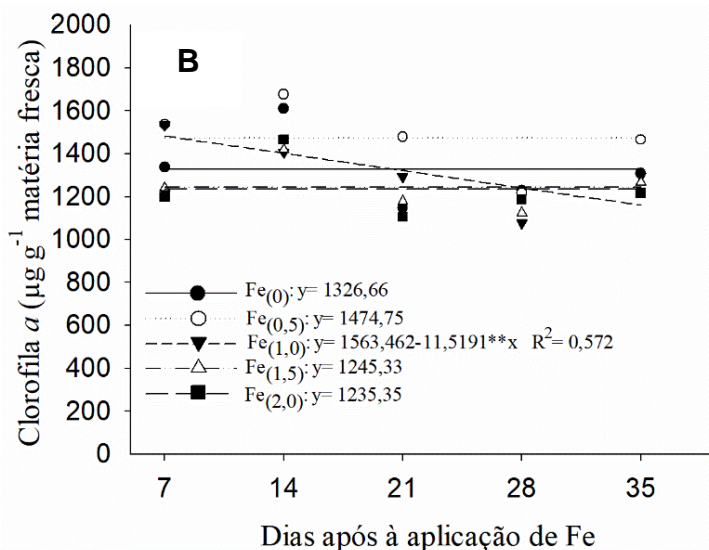 B
Clorofila a (µg g-1 matéria fresca)
2000
1800
1600
1400
1200
1000
800
600
400
200
0
Fe(0): y= 1326,66
Fe(0,5): y= 1474,75
Fe(1,0): y= 1563,462-11,5191**x R2= 0,572
Fe(1,5): y= 1245,33
Fe(2,0): y= 1235,35
7 14 21 28 35
Dias após à aplicação de Fe